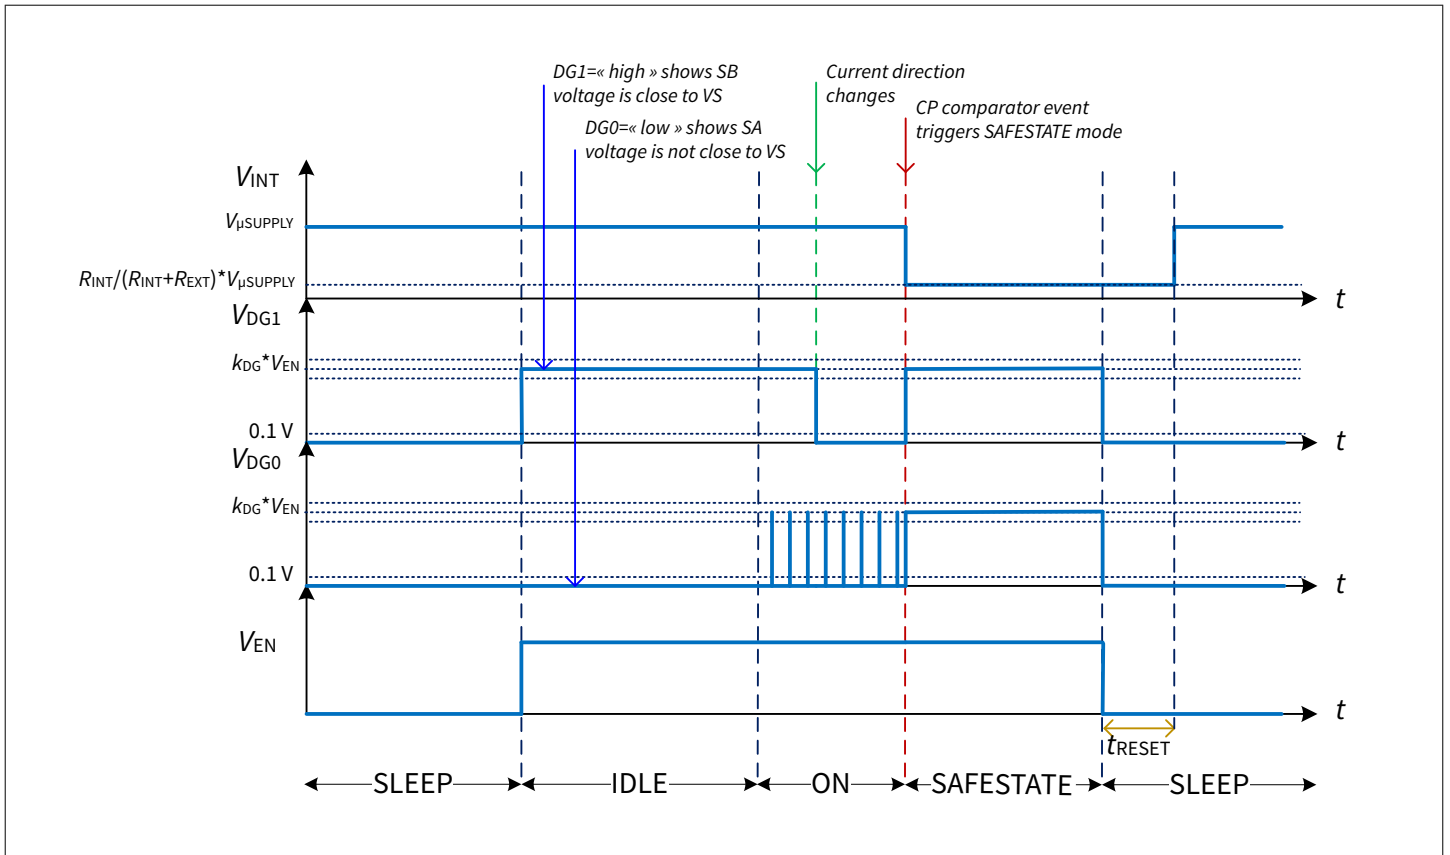 DG1=« high » shows SB
voltage is close to VS
DG0=« low » shows SA
voltage is not close to VS
Current direction
changes
CP comparator event
triggers SAFESTATE mode
VINT
VμSUPPLY
RINT/(RINT+REXT)*VμSUPPLY
t
VDG1
kDG*VEN
0.1 V
t
VDG0
kDG*VEN
0.1 V
t
VEN
t
tRESET
SLEEP
IDLE
ON
SAFESTATE
SLEEP